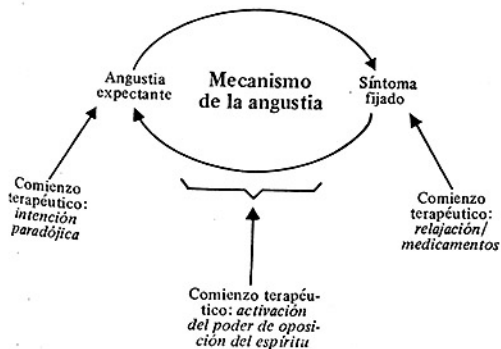 Angustia
expectante
Mecanismo
de la angustia
Síntoma
fijado
Comienzo
terapéutico:
intención
paradójica
Comienzo
terapéutico:
relajación/
medicamentos
Comienzo terapéu-
tico: activación
del poder de oposi-
ción del espíritu